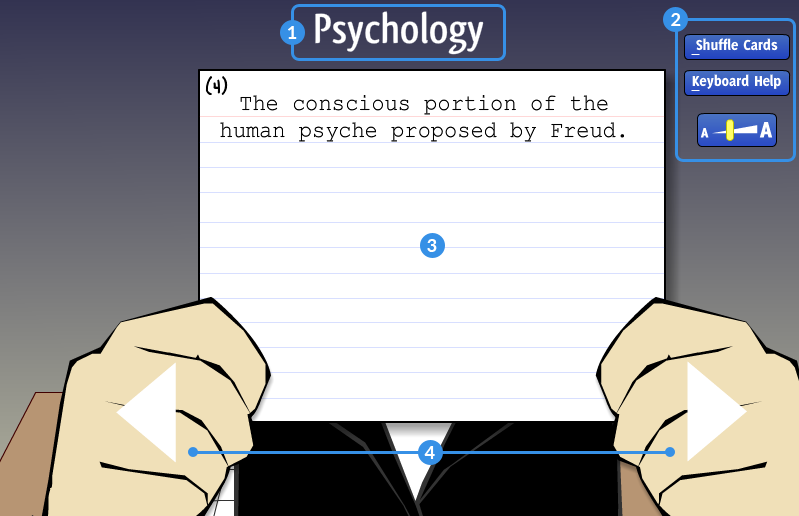 1 Psychology
2
Shuffle Cards
Keyboard Help
A A
(4)
The conscious portion of the
human psyche proposed by Freud.
3
4